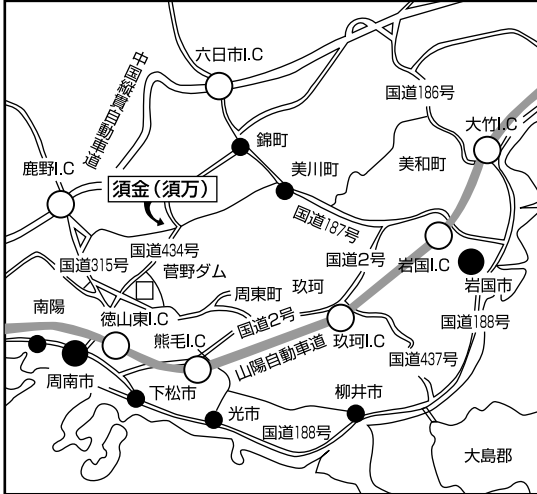 六日市I.C
中国縦貫自動車道
国道186号
大竹I.C
錦町
鹿野I.C
美川町
美和町
須金(須万)
国道187号
国道434号
国道2号
岩国I.C
国道315号
菅野ダム
岩国市
周東町
玖珂
南陽
徳山東I.C
国道2号
国道188号
熊毛I.C
山陽自動車道
玖珂I.C
国道437号
周南市
下松市
柳井市
光市
国道188号
大島郡